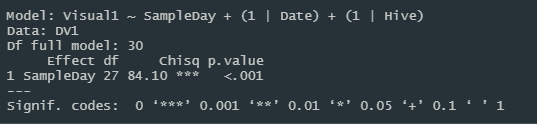 Model: Visual1 ~ SampleDay + (1 | Date) + (1 | Hive)
Data: DV1
Df full model: 30
Effect df Chisq p.value
1 SampleDay 27 84.10 *** <.001
---
Signif. codes: 0 ‘***’ 0.001 ‘**’ 0.01 ‘*’ 0.05 ‘+’ 0.1 ‘ ’ 1